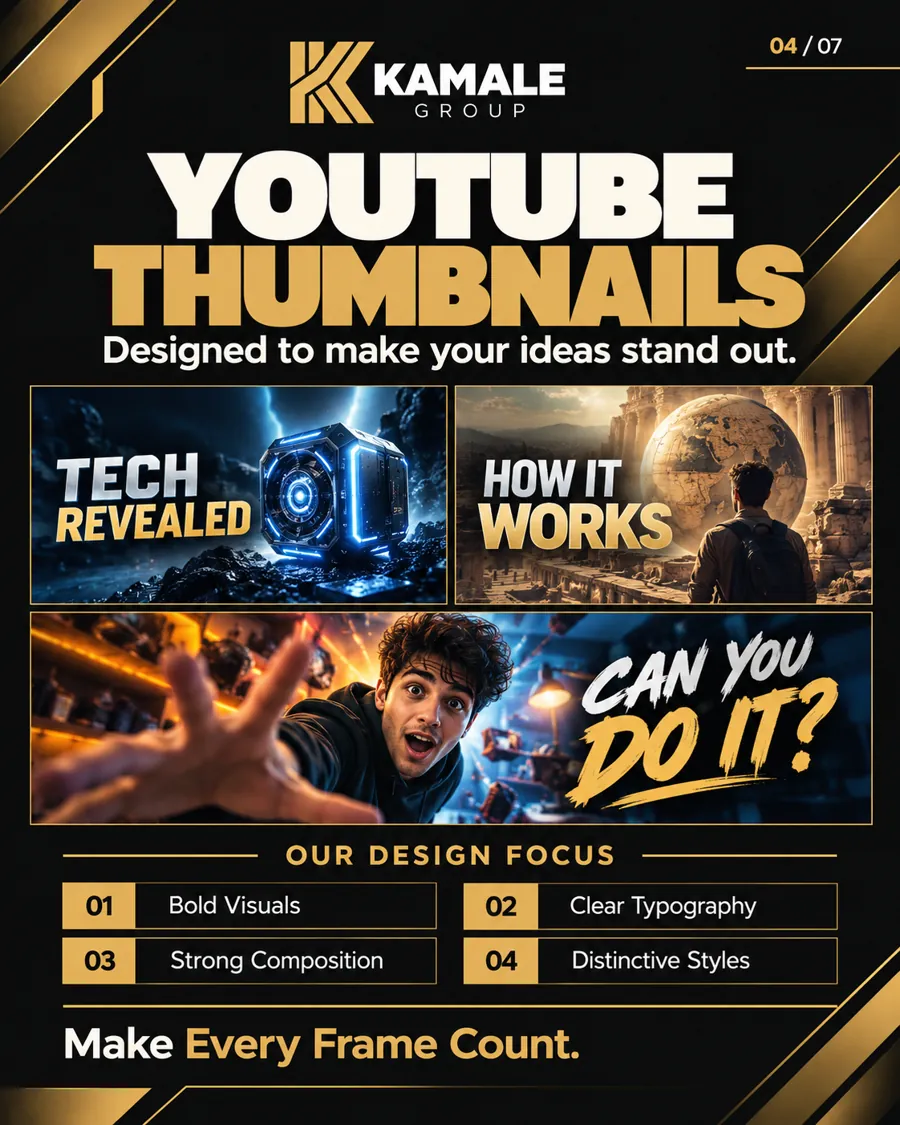 04 / 07
KAMALE
GROUP
YOUTUBE
THUMBNAILS
Designed to make your ideas stand out.
TECH
REVEALED
HOW IT
WORKS
CAN YOU
DO IT?
OUR DESIGN FOCUS
01 Bold Visuals
02 Clear Typography
03 Strong Composition
04 Distinctive Styles
Make Every Frame Count.